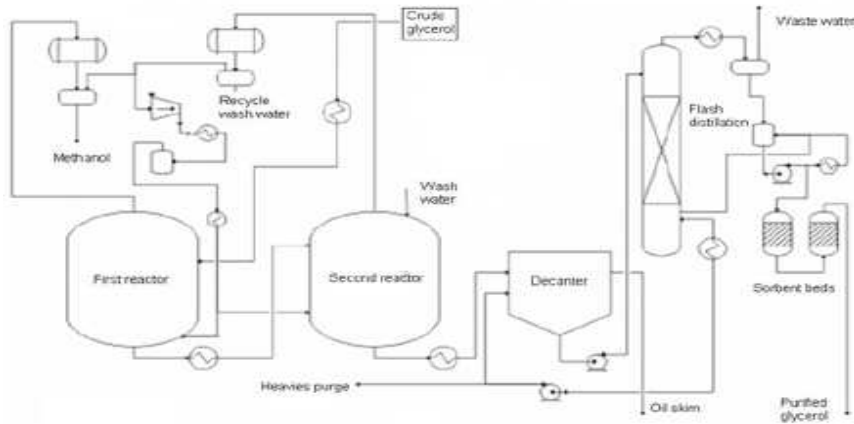 Crude
glycerol
Waste water
Recycle
wash water
Flash
distillation
Methanol
Wash
water
First reactor
Second reactor
Decanter
Sorbent beds
Heavies purge
Oil skim
Purified
glycerol